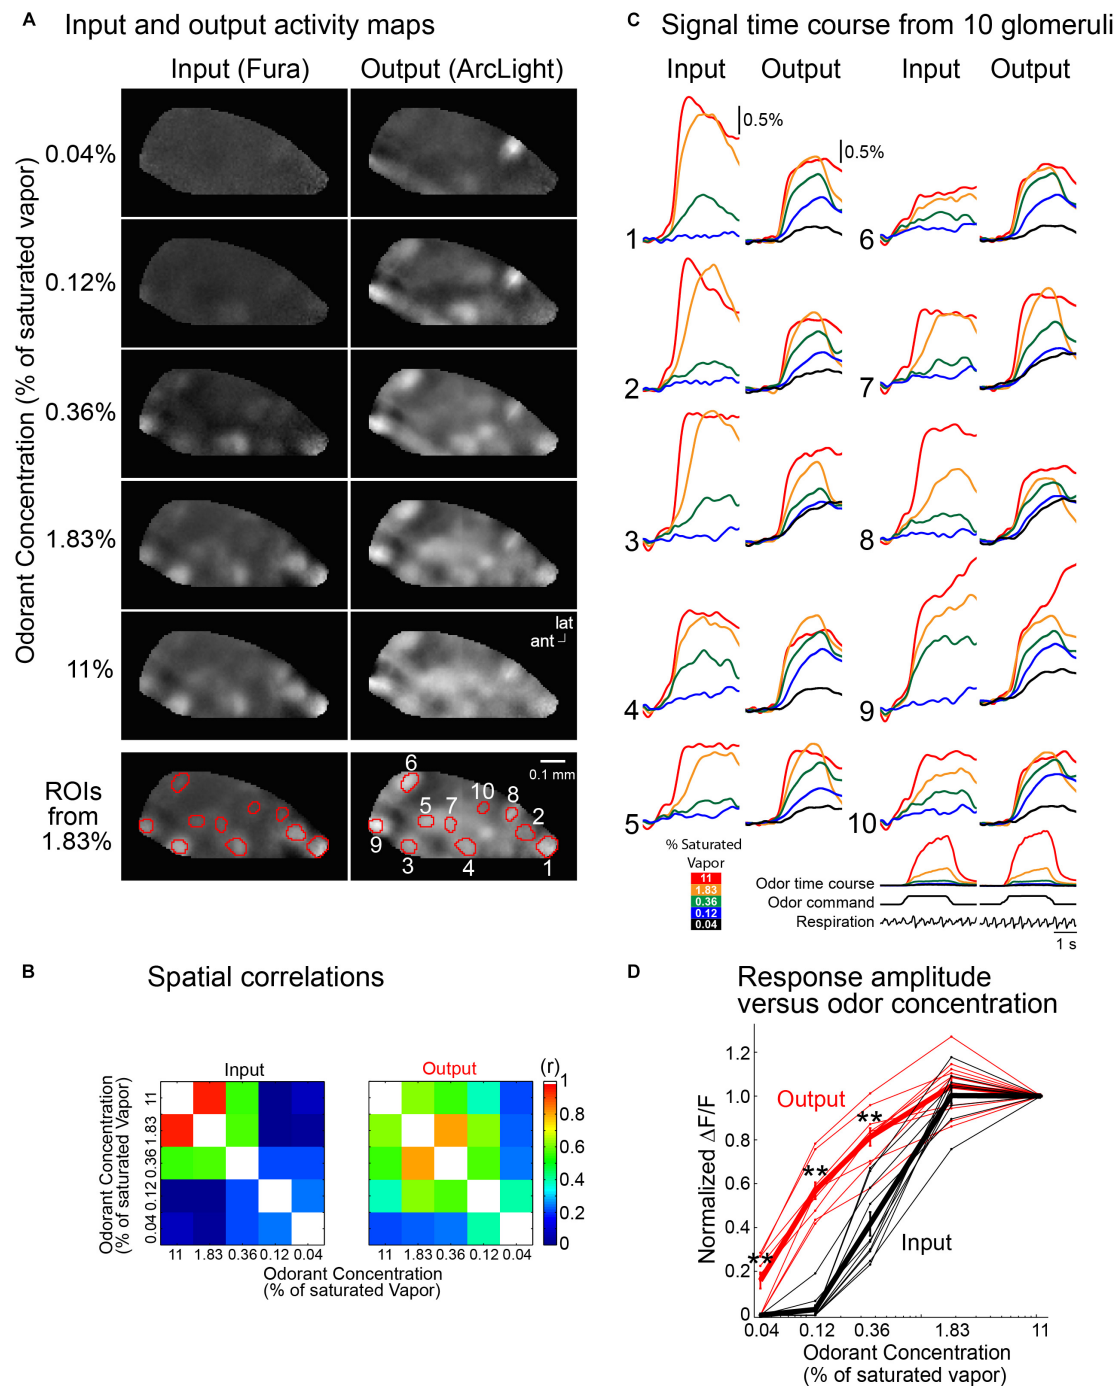 A Input and output activity maps
Input (Fura) Output (ArcLight)
Odorant Concentration (% of saturated vapor)
0.04%
0.12%
0.36%
1.83%
11%
lat
ant
ROIs
from
1.83%
0.1 mm
6
5 7 10 8
2
9 3 4 1
C Signal time course from 10 glomeruli
Input Output Input Output
0.5%
0.5%
1 6
2 7
3 8
4 9
5 10
% Saturated
Vapor
11
1.83
0.36
0.12
0.04
Odor time course
Odor command
Respiration
1 s
B Spatial correlations
Input Output (r)
Odorant Concentration
(% of saturated Vapor)
11
1.83
0.36
0.12
0.04
11 1.83 0.36 0.12 0.04
11 1.83 0.36 0.12 0.04
1
0.8
0.6
0.4
0.2
0
Odorant Concentration
(% of saturated Vapor)
D Response amplitude
versus odor concentration
Normalized ΔF/F
1.2
1.0
0.8
0.6
0.4
0.2
0
Output
**
**
**
Input
0.04 0.12 0.36 1.83 11
Odorant Concentration
(% of saturated vapor)